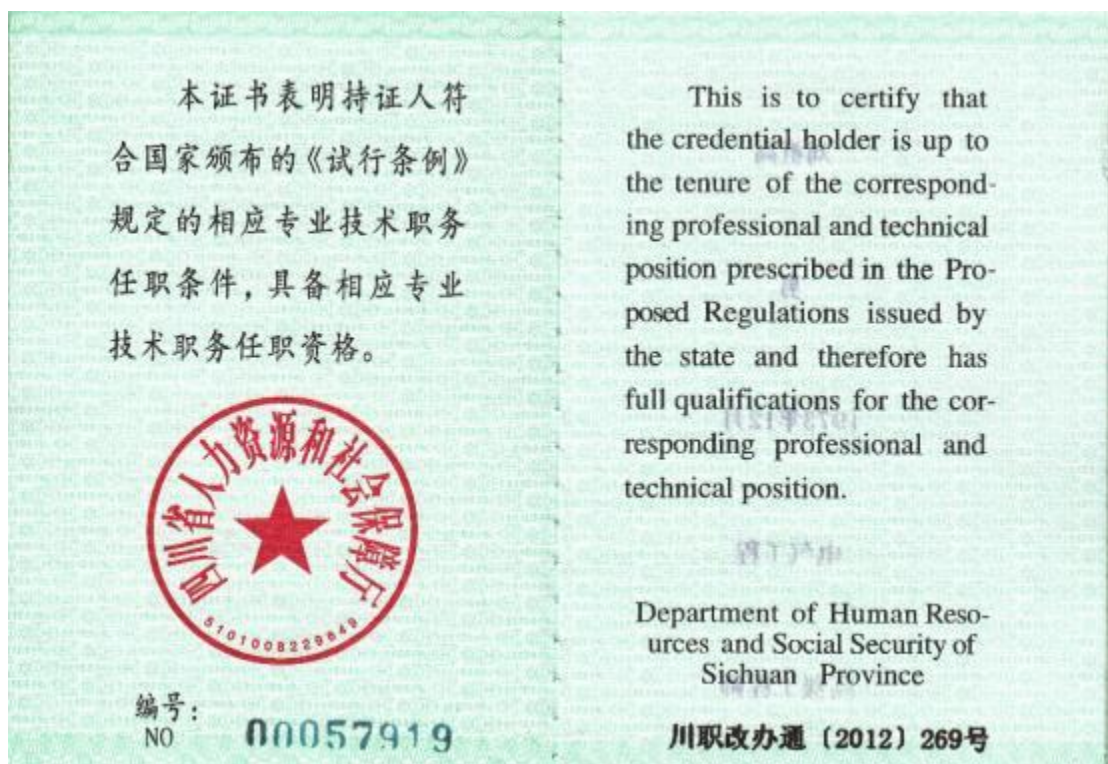 本证书表明持证人符
合国家颁布的《试行条例》
规定的相应专业技术职务
任职条件，具备相应专业
技术职务任职资格。
四川省人力资源和社会保障厅
5101008229649
编号：
NO 00057919
This is to certify that
the credential holder is up to
the tenure of the correspond-
ing professional and technical
position prescribed in the Pro-
posed Regulations issued by
the state and therefore has
full qualifications for the cor-
responding professional and
technical position.
Department of Human Reso-
urces and Social Security of
Sichuan Province
川职改办通〔2012〕269号